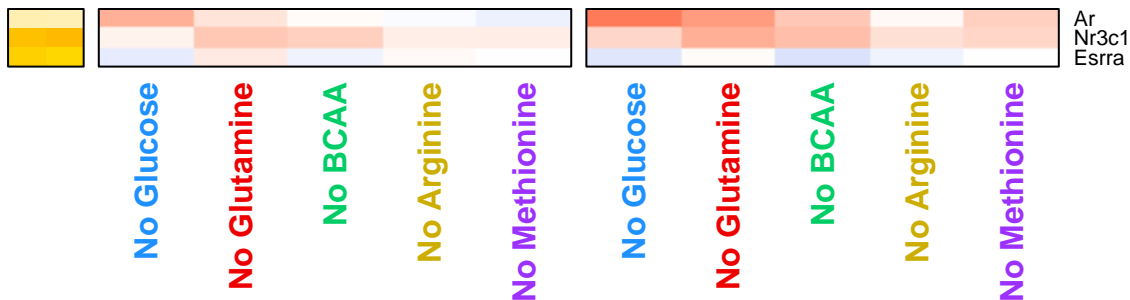 Ar
Nr3c1
Esrra
No Glucose
No Glutamine
No BCAA
No Arginine
No Methionine
No Glucose
No Glutamine
No BCAA
No Arginine
No Methionine